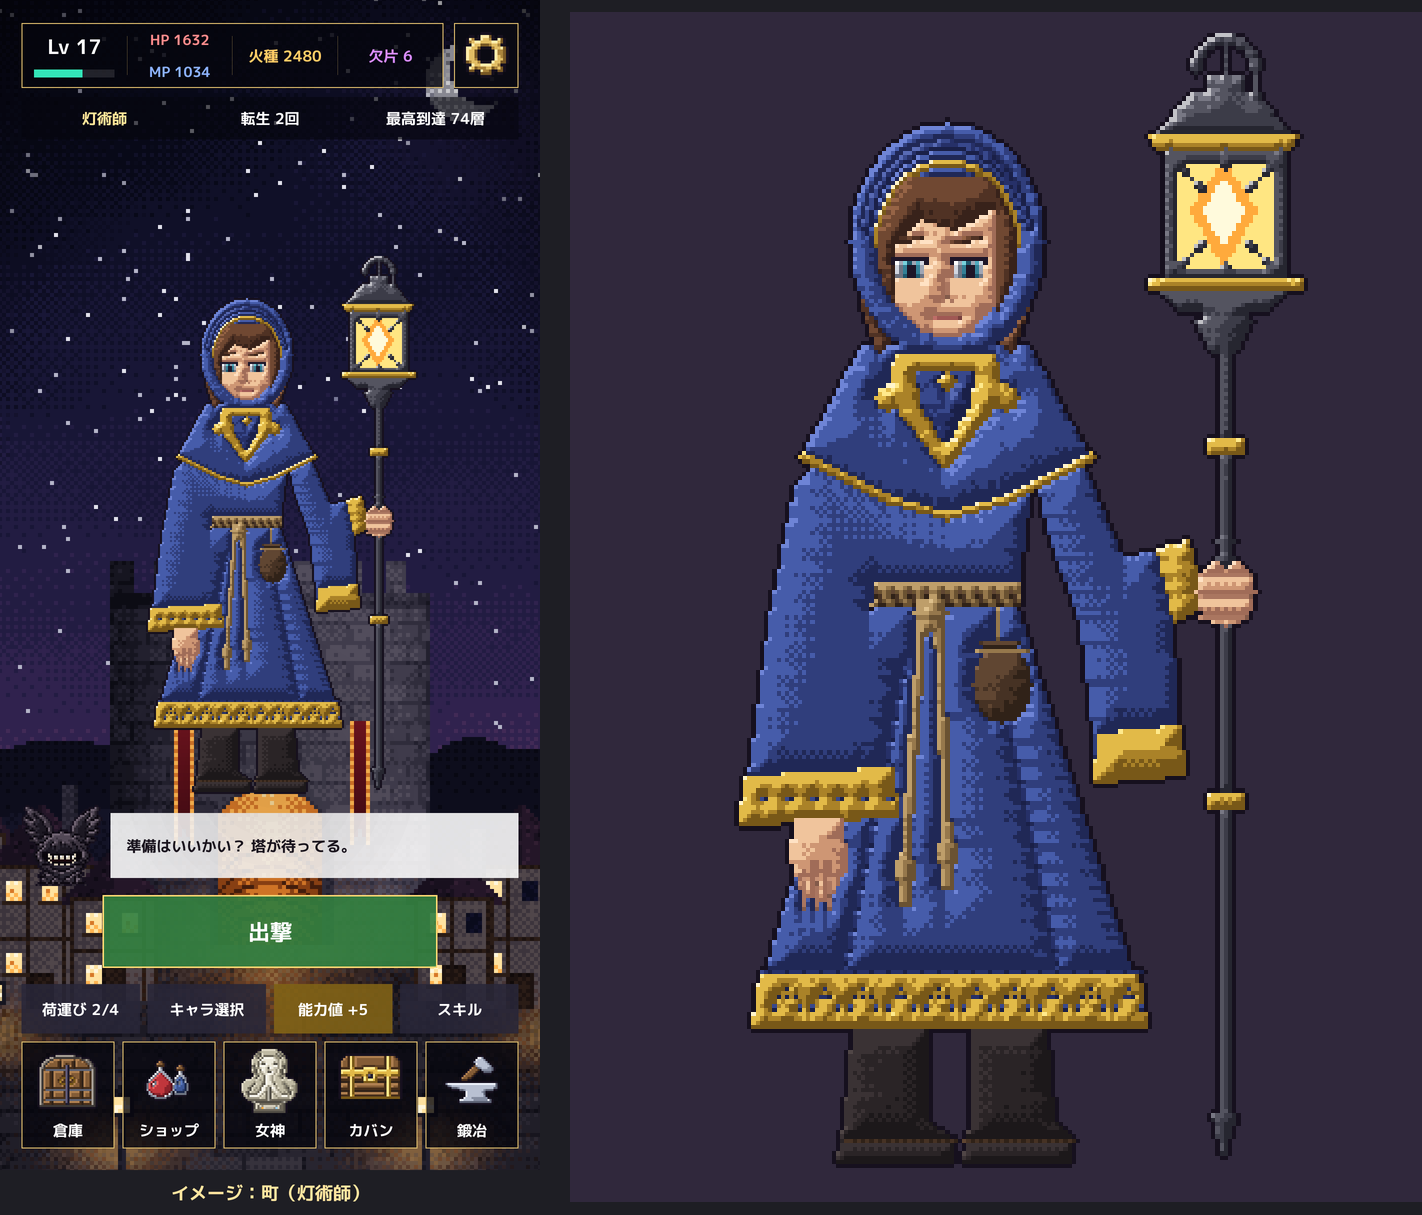 Lv 17
HP 1632
MP 1034
火種 2480
欠片 6
灯術師
転生 2回
最高到達 74層
準備はいいかい？ 塔が待ってる。
出撃
荷運び 2/4
キャラ選択
能力値 +5
スキル
倉庫
ショップ
女神
カバン
鍛冶
イメージ：町（灯術師）